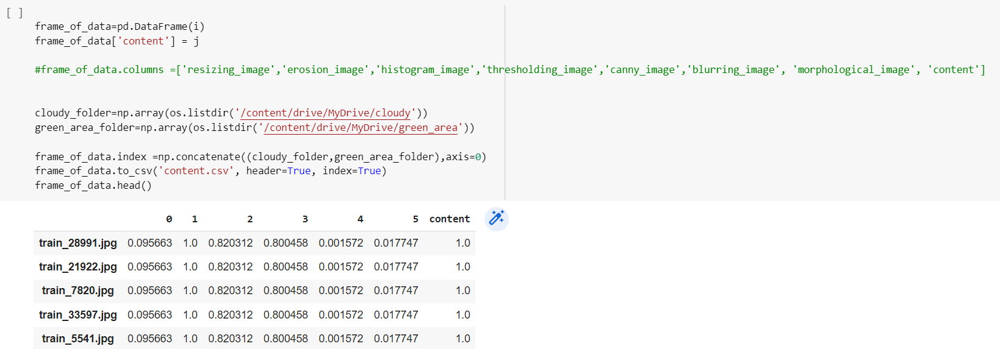 [ ]
frame_of_data=pd.DataFrame(i)
frame_of_data['content'] = j
#frame_of_data.columns =['resizing_image','erosion_image','histogram_image','thresholding_image','canny_image','blurring_image', 'morphological_image', 'content']
cloudy_folder=np.array(os.listdir('/content/drive/MyDrive/cloudy'))
green_area_folder=np.array(os.listdir('/content/drive/MyDrive/green_area'))
frame_of_data.index =np.concatenate((cloudy_folder,green_area_folder),axis=0)
frame_of_data.to_csv('content.csv', header=True, index=True)
frame_of_data.head()
0 1 2 3 4 5 content
train_28991.jpg 0.095663 1.0 0.820312 0.800458 0.001572 0.017747 1.0
train_21922.jpg 0.095663 1.0 0.820312 0.800458 0.001572 0.017747 1.0
train_7820.jpg 0.095663 1.0 0.820312 0.800458 0.001572 0.017747 1.0
train_33597.jpg 0.095663 1.0 0.820312 0.800458 0.001572 0.017747 1.0
train_5541.jpg 0.095663 1.0 0.820312 0.800458 0.001572 0.017747 1.0